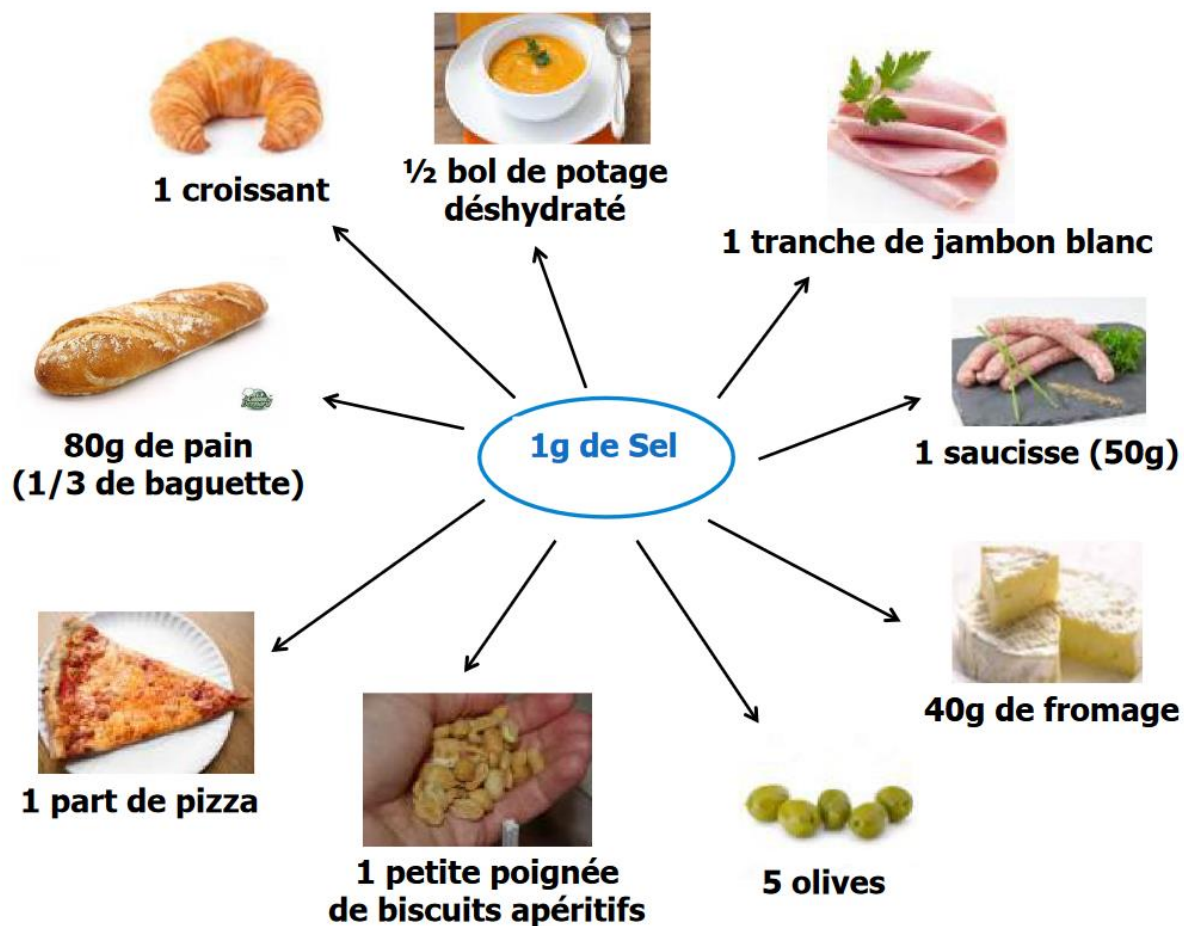 1 croissant
½ bol de potage
déshydraté
1 tranche de jambon blanc
80g de pain
(1/3 de baguette)
1g de Sel
1 saucisse (50g)
40g de fromage
1 part de pizza
1 petite poignée
de biscuits apéritifs
5 olives